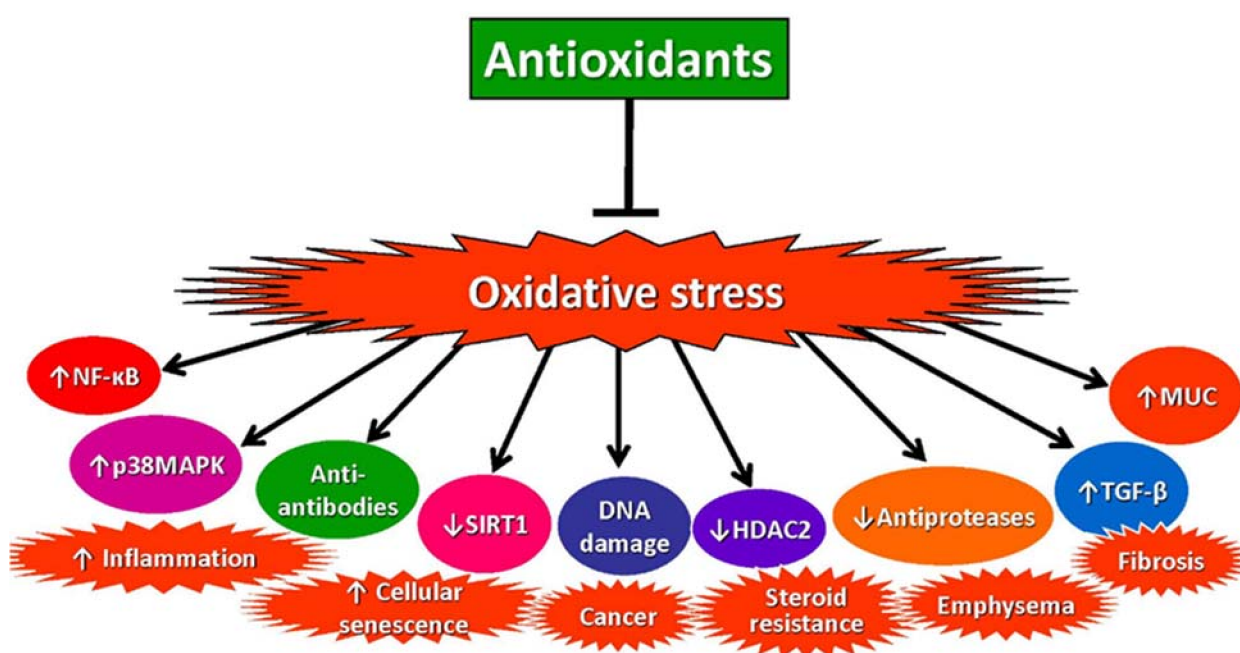 Antioxidants
Oxidative stress
↑NF-κB
↑MUC
↑p38MAPK
Anti-
antibodies
↓SIRT1
DNA
damage
↓HDAC2
↓Antiproteases
↑TGF-β
↑ Inflammation
↑ Cellular
senescence
Cancer
Steroid
resistance
Emphysema
Fibrosis